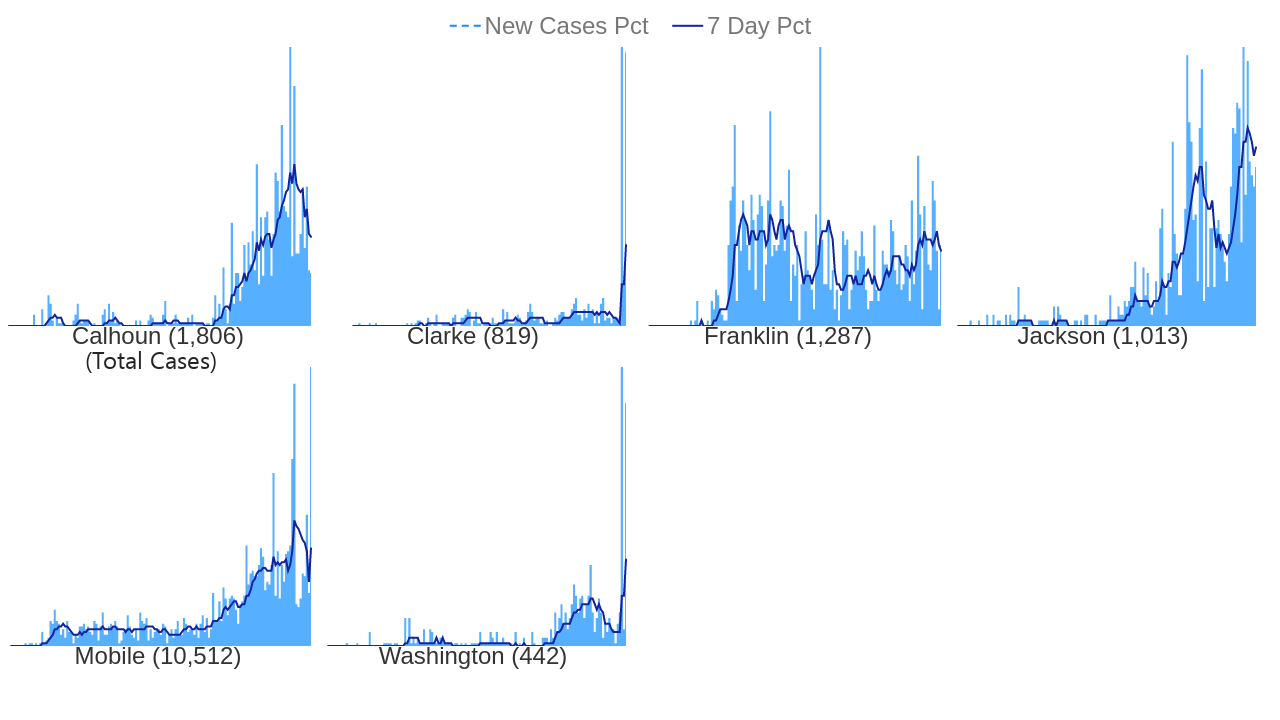 New Cases Pct 7 Day Pct
Calhoun (1,806) Clarke (819) Franklin (1,287) Jackson (1,013)
(Total Cases)
Mobile (10,512) Washington (442)